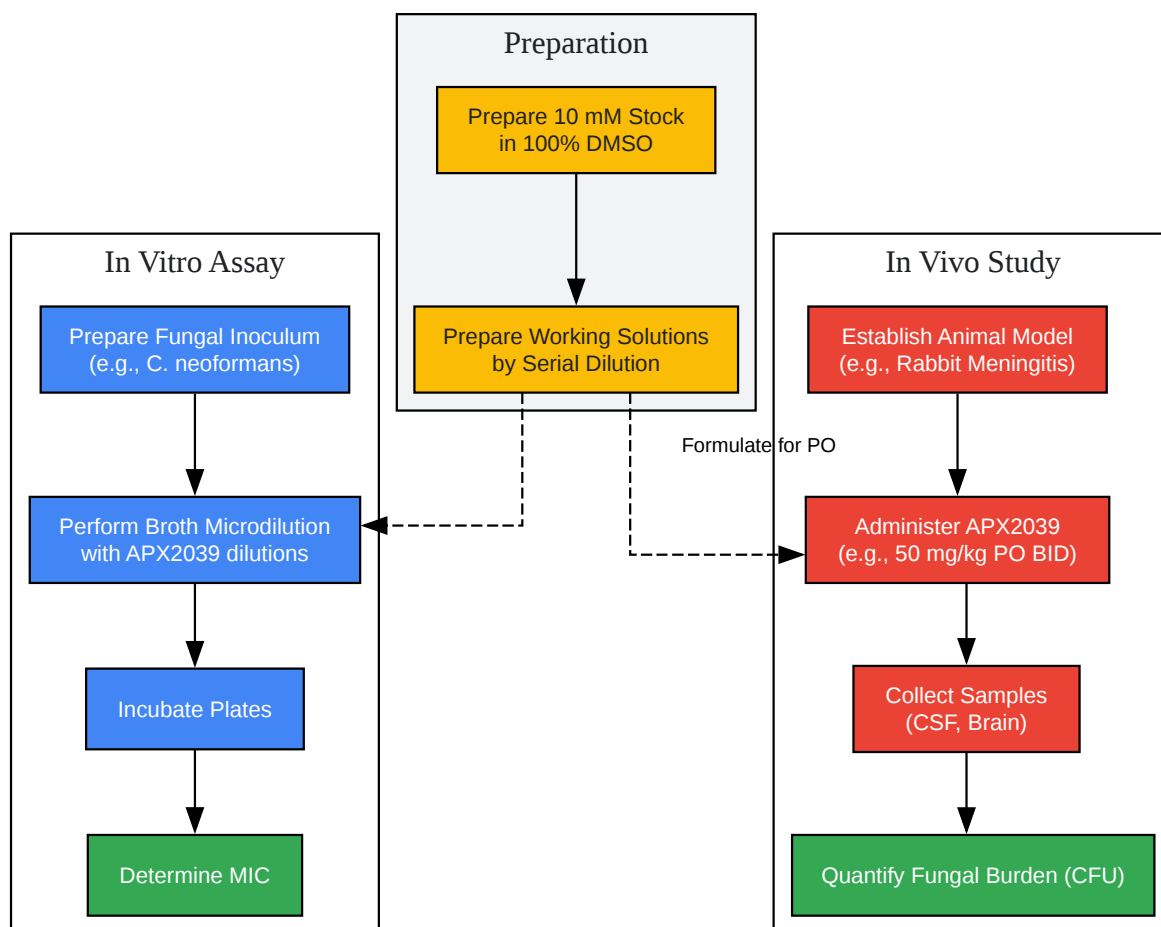 Preparation
Prepare 10 mM Stock
in 100% DMSO
Prepare Working Solutions
by Serial Dilution
Formulate for PO
In Vitro Assay
Prepare Fungal Inoculum
(e.g., C. neoformans)
Perform Broth Microdilution
with APX2039 dilutions
Incubate Plates
Determine MIC
In Vivo Study
Establish Animal Model
(e.g., Rabbit Meningitis)
Administer APX2039
(e.g., 50 mg/kg PO BID)
Collect Samples
(CSF, Brain)
Quantify Fungal Burden (CFU)